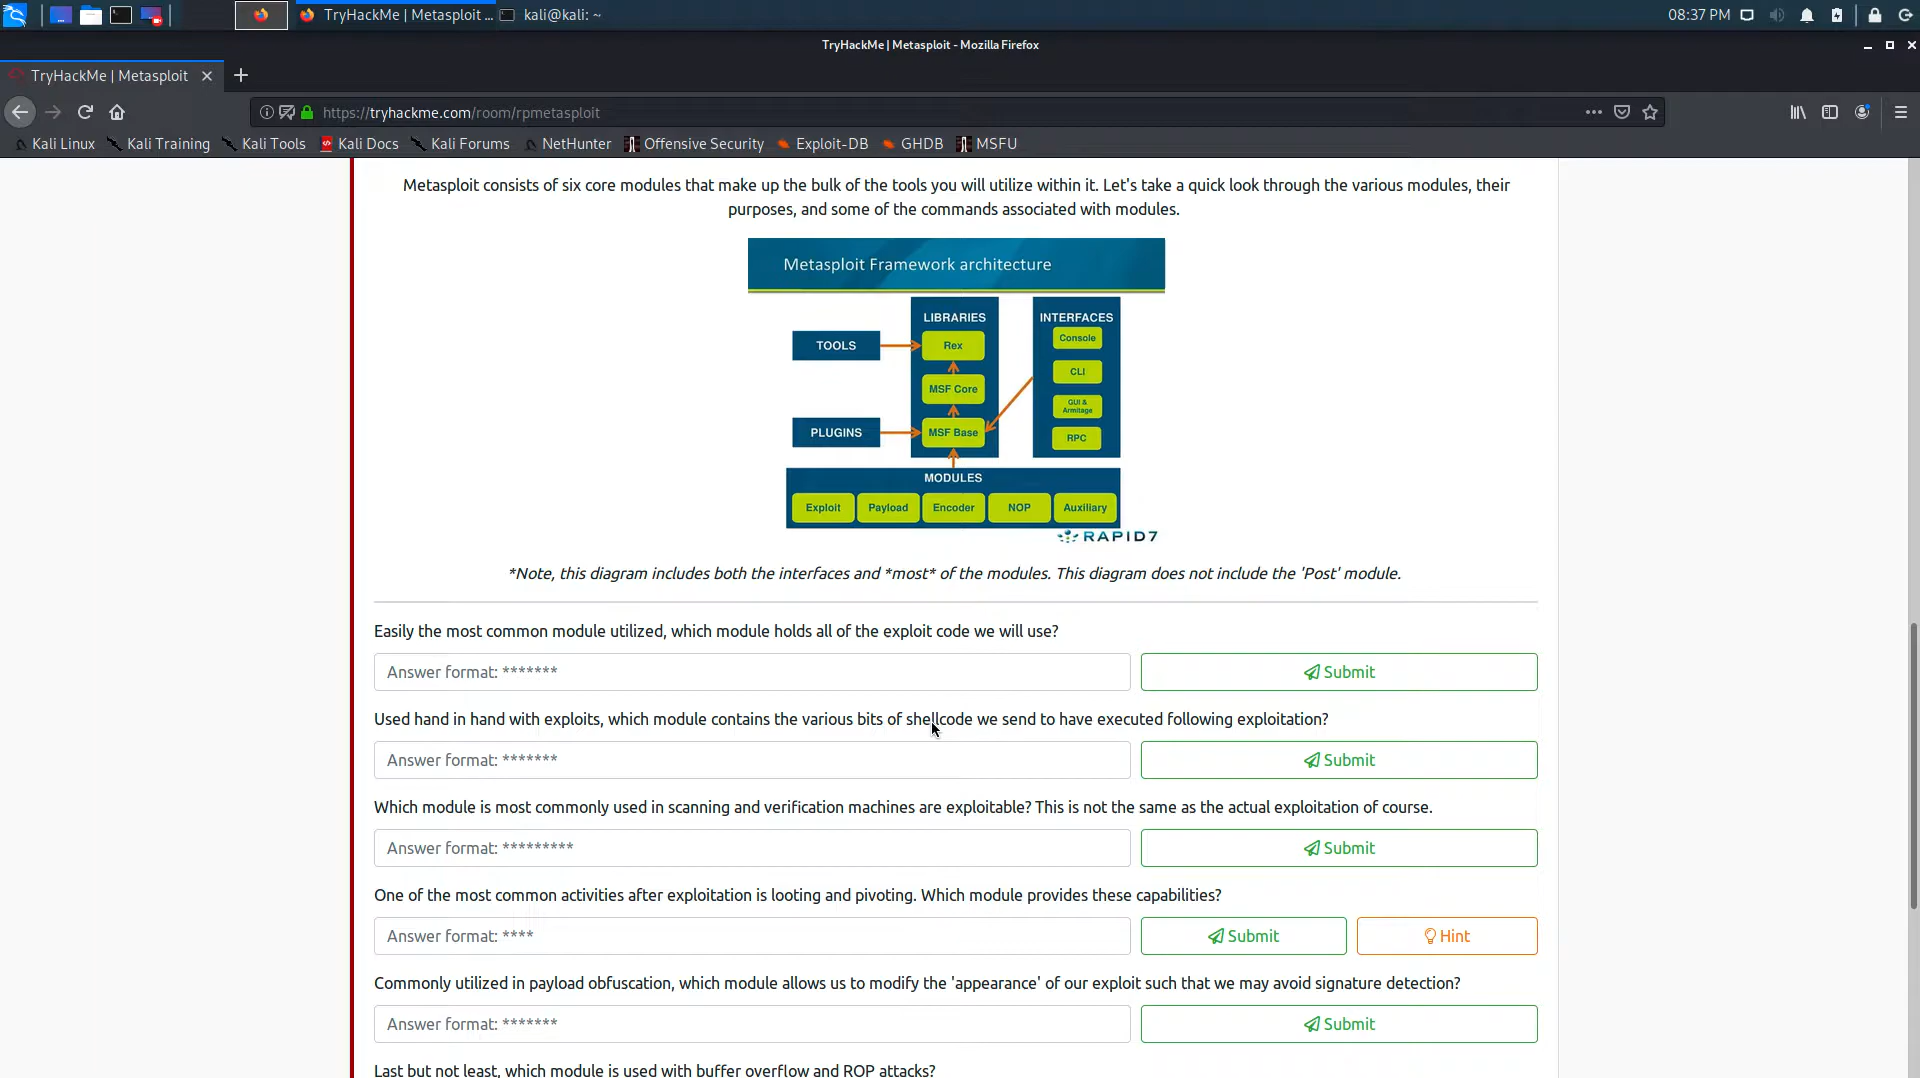 TryHackMe | Metasploit ...
kali@kali: ~
08:37 PM
TryHackMe | Metasploit - Mozilla Firefox
TryHackMe | Metasploit
https://tryhackme.com/room/rpmetasploit
Kali Linux
Kali Training
Kali Tools
Kali Docs
Kali Forums
NetHunter
Offensive Security
Exploit-DB
GHDB
MSFU
Metasploit consists of six core modules that make up the bulk of the tools you will utilize within it. Let's take a quick look through the various modules, their
purposes, and some of the commands associated with modules.
Metasploit Framework architecture
LIBRARIES
INTERFACES
TOOLS
Rex
Console
MSF Core
CLI
GUI &
Armitage
PLUGINS
MSF Base
RPC
MODULES
Exploit
Payload
Encoder
NOP
Auxiliary
RAPID7
*Note, this diagram includes both the interfaces and *most* of the modules. This diagram does not include the 'Post' module.
Easily the most common module utilized, which module holds all of the exploit code we will use?
Answer format: *******
Submit
Used hand in hand with exploits, which module contains the various bits of shellcode we send to have executed following exploitation?
Answer format: *******
Submit
Which module is most commonly used in scanning and verification machines are exploitable? This is not the same as the actual exploitation of course.
Answer format: *********
Submit
One of the most common activities after exploitation is looting and pivoting. Which module provides these capabilities?
Answer format: ****
Submit
Hint
Commonly utilized in payload obfuscation, which module allows us to modify the 'appearance' of our exploit such that we may avoid signature detection?
Answer format: *******
Submit
Last but not least, which module is used with buffer overflow and ROP attacks?